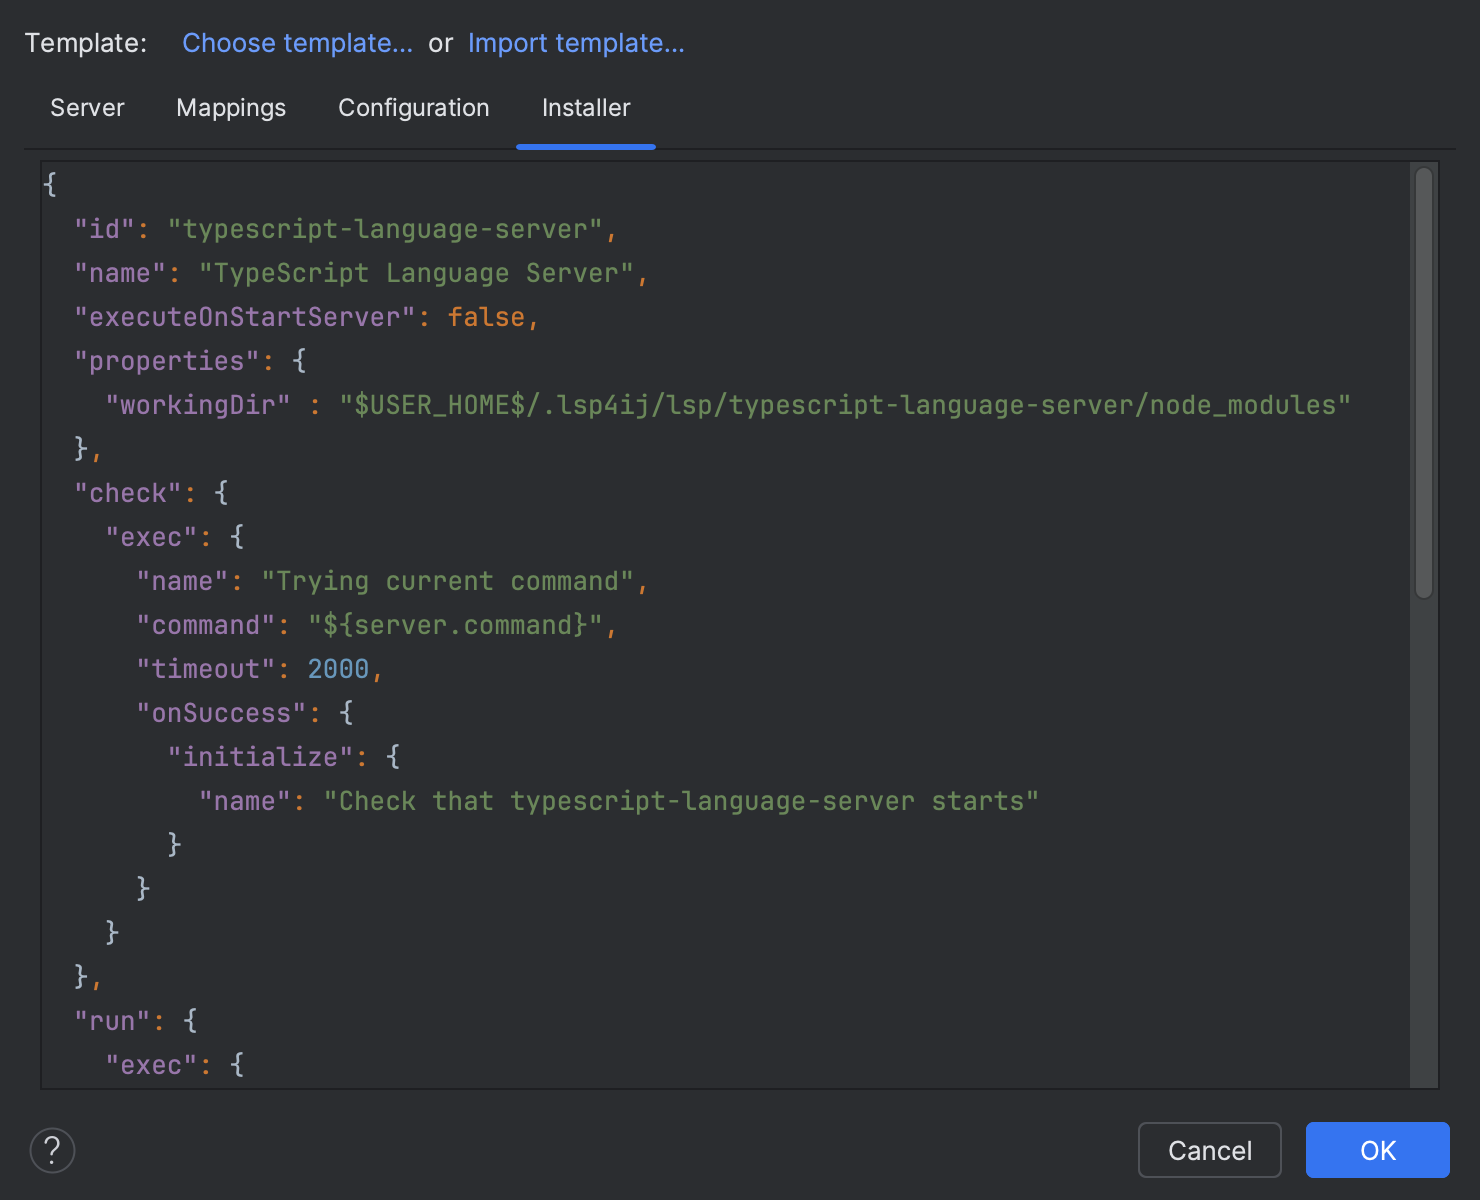 Template: Choose template... or Import template...
Server Mappings Configuration Installer
{
  "id": "typescript-language-server",
  "name": "TypeScript Language Server",
  "executeOnStartServer": false,
  "properties": {
    "workingDir" : "$USER_HOME$/.lsp4ij/lsp/typescript-language-server/node_modules"
  },
  "check": {
    "exec": {
      "name": "Trying current command",
      "command": "${server.command}",
      "timeout": 2000,
      "onSuccess": {
        "initialize": {
          "name": "Check that typescript-language-server starts"
        }
      }
    }
  },
  "run": {
    "exec": {
? Cancel OK